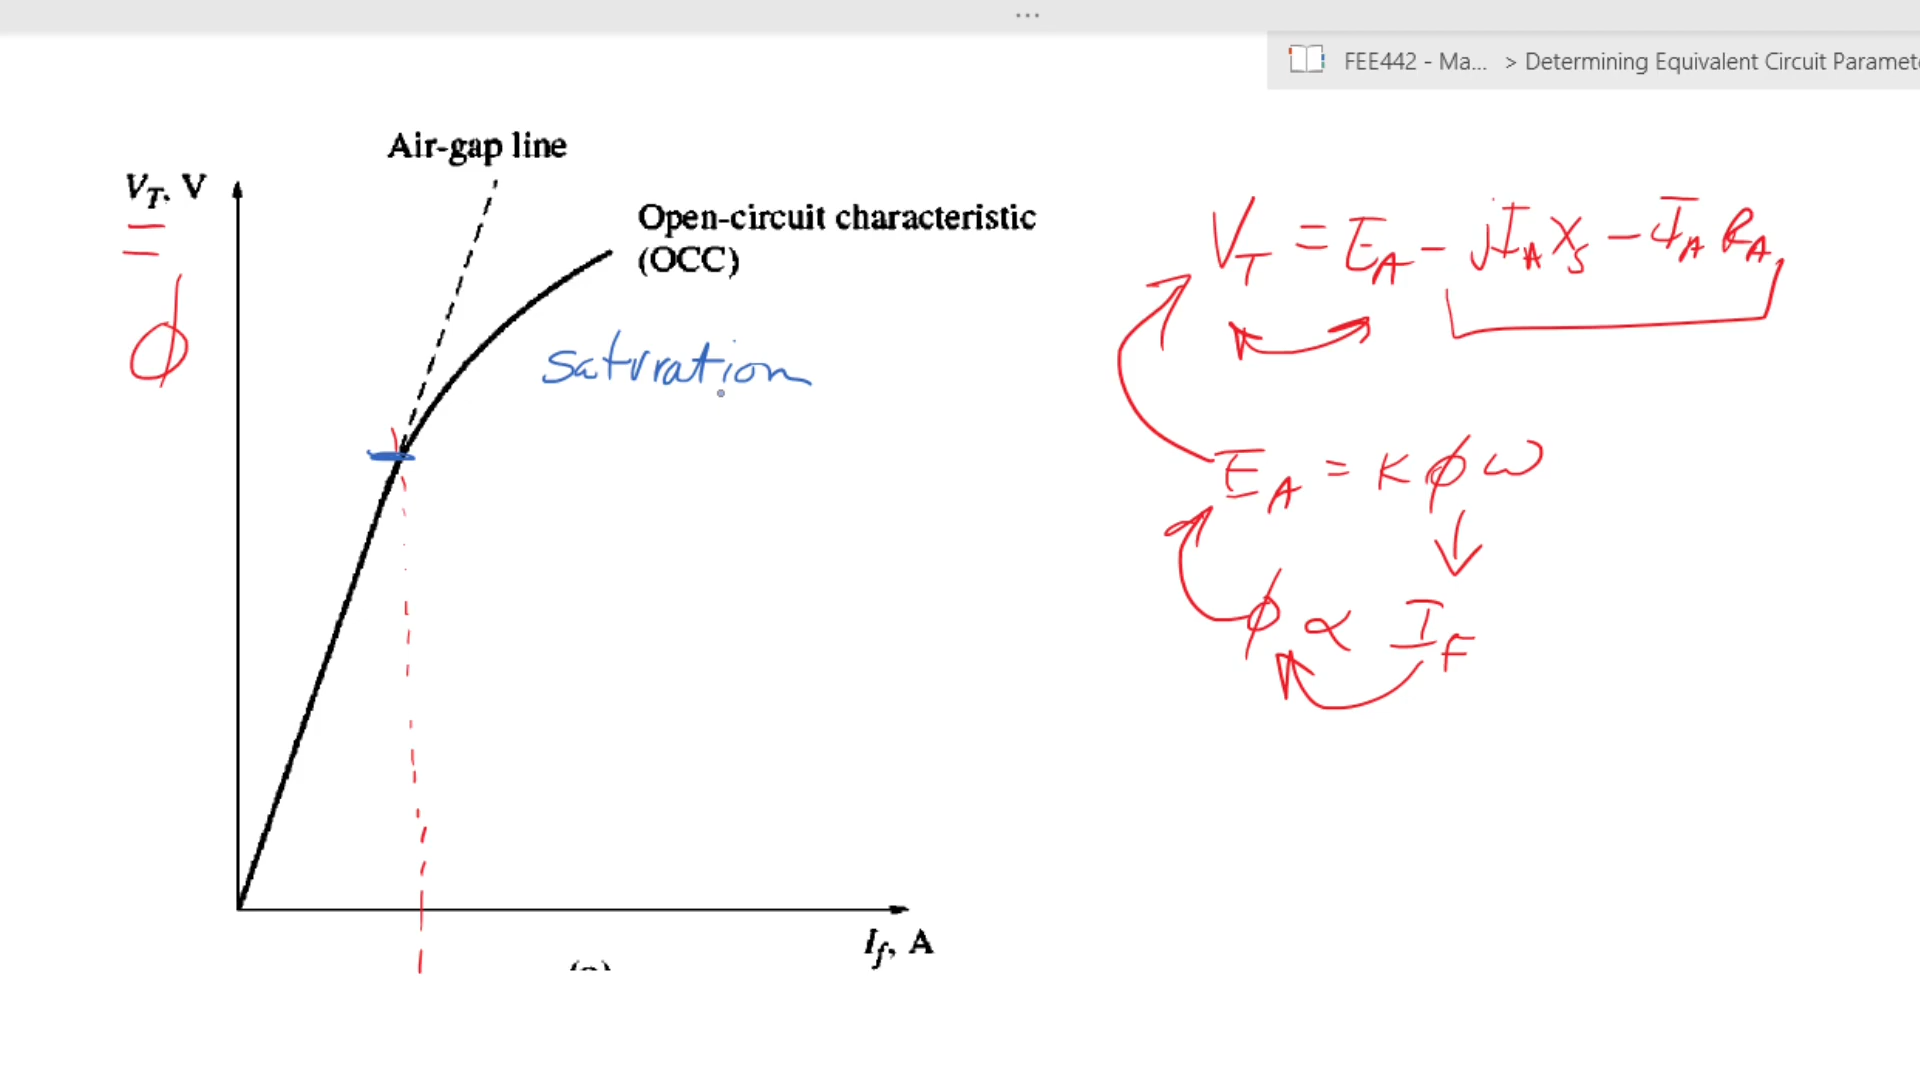 ...
FEE442 - Ma... > Determining Equivalent Circuit Paramet
Air-gap line
V_T, V
Open-circuit characteristic
(OCC)
ϕ
saturation
V_T = E_A - jI_A X_S - I_A R_A
E_A = K ϕ ω
ϕ ∝ I_F
I_f, A